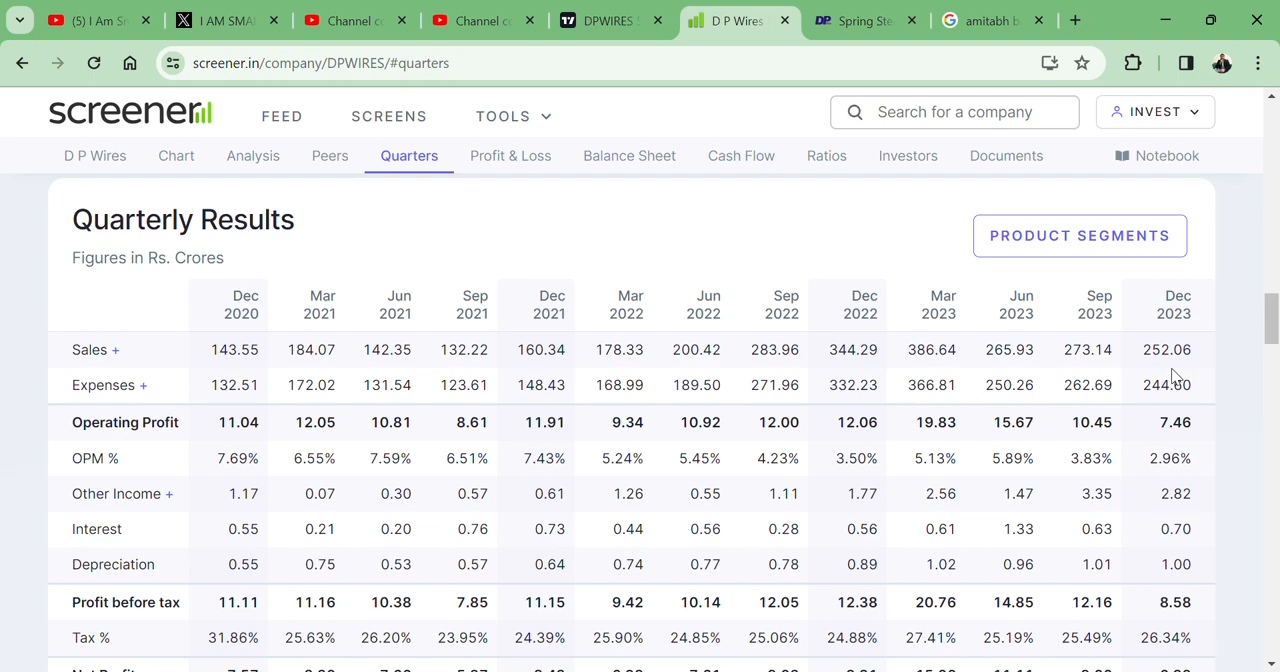 (5) I Am Sm
I AM SMA
Channel co
Channel co
DPWIRES S
D P Wires
Spring Ste
amitabh b
screener.in/company/DPWIRES/#quarters
screener
FEED
SCREENS
TOOLS
Search for a company
INVEST
D P Wires Chart Analysis Peers Quarters Profit & Loss Balance Sheet Cash Flow Ratios Investors Documents Notebook
Quarterly Results
PRODUCT SEGMENTS
Figures in Rs. Crores
Dec 2020 Mar 2021 Jun 2021 Sep 2021 Dec 2021 Mar 2022 Jun 2022 Sep 2022 Dec 2022 Mar 2023 Jun 2023 Sep 2023 Dec 2023
Sales + 143.55 184.07 142.35 132.22 160.34 178.33 200.42 283.96 344.29 386.64 265.93 273.14 252.06
Expenses + 132.51 172.02 131.54 123.61 148.43 168.99 189.50 271.96 332.23 366.81 250.26 262.69 244.60
Operating Profit 11.04 12.05 10.81 8.61 11.91 9.34 10.92 12.00 12.06 19.83 15.67 10.45 7.46
OPM % 7.69% 6.55% 7.59% 6.51% 7.43% 5.24% 5.45% 4.23% 3.50% 5.13% 5.89% 3.83% 2.96%
Other Income + 1.17 0.07 0.30 0.57 0.61 1.26 0.55 1.11 1.77 2.56 1.47 3.35 2.82
Interest 0.55 0.21 0.20 0.76 0.73 0.44 0.56 0.28 0.56 0.61 1.33 0.63 0.70
Depreciation 0.55 0.75 0.53 0.57 0.64 0.74 0.77 0.78 0.89 1.02 0.96 1.01 1.00
Profit before tax 11.11 11.16 10.38 7.85 11.15 9.42 10.14 12.05 12.38 20.76 14.85 12.16 8.58
Tax % 31.86% 25.63% 26.20% 23.95% 24.39% 25.90% 24.85% 25.06% 24.88% 27.41% 25.19% 25.49% 26.34%